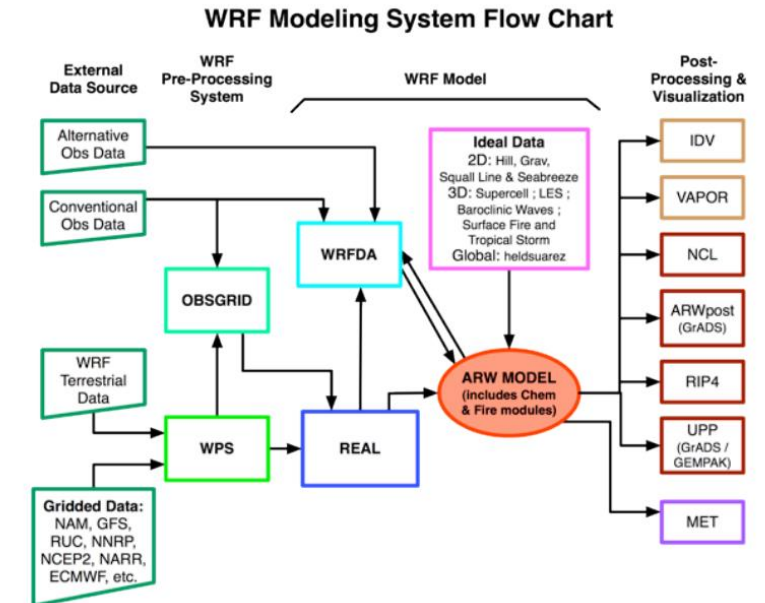 WRF Modeling System Flow Chart
External
Data Source
WRF
Pre-Processing
System
WRF Model
Post-
Processing &
Visualization
Alternative
Obs Data
Conventional
Obs Data
WRF
Terrestrial
Data
Gridded Data:
NAM, GFS,
RUC, NNRP,
NCEP2, NARR,
ECMWF, etc.
OBSGRID
WPS
WRFDA
REAL
Ideal Data
2D: Hill, Grav,
Squall Line & Seabreeze
3D: Supercell ; LES ;
Baroclinic Waves ;
Surface Fire and
Tropical Storm
Global: heldsuarez
ARW MODEL
(includes Chem
& Fire modules)
IDV
VAPOR
NCL
ARWpost
(GrADS)
RIP4
UPP
(GrADS /
GEMPAK)
MET